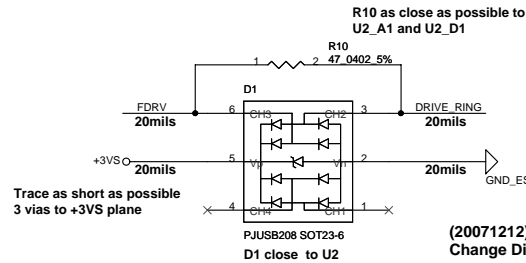 R10 as close as possible to
U2_A1 and U2_D1
R10
1 2 47_0402_5%
D1
FDRV 6 CH3 CH2 3 DRIVE_RING
20mils 20mils
+3VS 5 Vp Vn 2
20mils 20mils
GND_ES
Trace as short as possible
3 vias to +3VS plane
4 CH4 CH1 1
PJUSB208 SOT23-6
D1 close to U2
(20071212)
Change Di